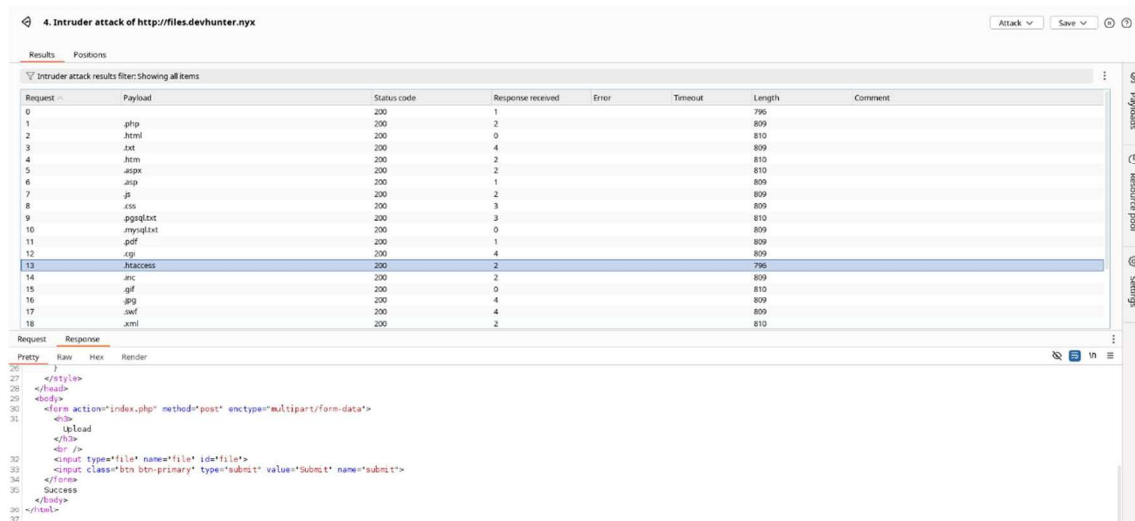 4. Intruder attack of http://files.devhunter.nyx
Attack
Save
Results Positions
Intruder attack results filter: Showing all items
Request Payload Status code Response received Error Timeout Length Comment
0 200 1 796
1 .php 200 2 809
2 .html 200 0 810
3 .txt 200 4 809
4 .htm 200 2 810
5 .aspx 200 2 810
6 .asp 200 1 809
7 .js 200 2 809
8 .css 200 3 809
9 .pgsql.txt 200 3 810
10 .mysql.txt 200 0 809
11 .pdf 200 1 809
12 .cgi 200 4 809
13 .htaccess 200 2 796
14 .inc 200 2 809
15 .gif 200 0 810
16 .jpg 200 4 809
17 .swf 200 4 809
18 .xml 200 2 810
Payloads
Resource pool
Settings
Request Response
Pretty Raw Hex Render
\n
26 }
27 </style>
28 </head>
29 <body>
30 <form action="index.php" method="post" enctype="multipart/form-data">
31 <h3>
Upload
</h3>
<br />
32 <input type="file" name="file" id="file">
33 <input class="btn btn-primary" type="submit" value="Submit" name="submit">
34 </form>
35 Success
</body>
36 </html>
37